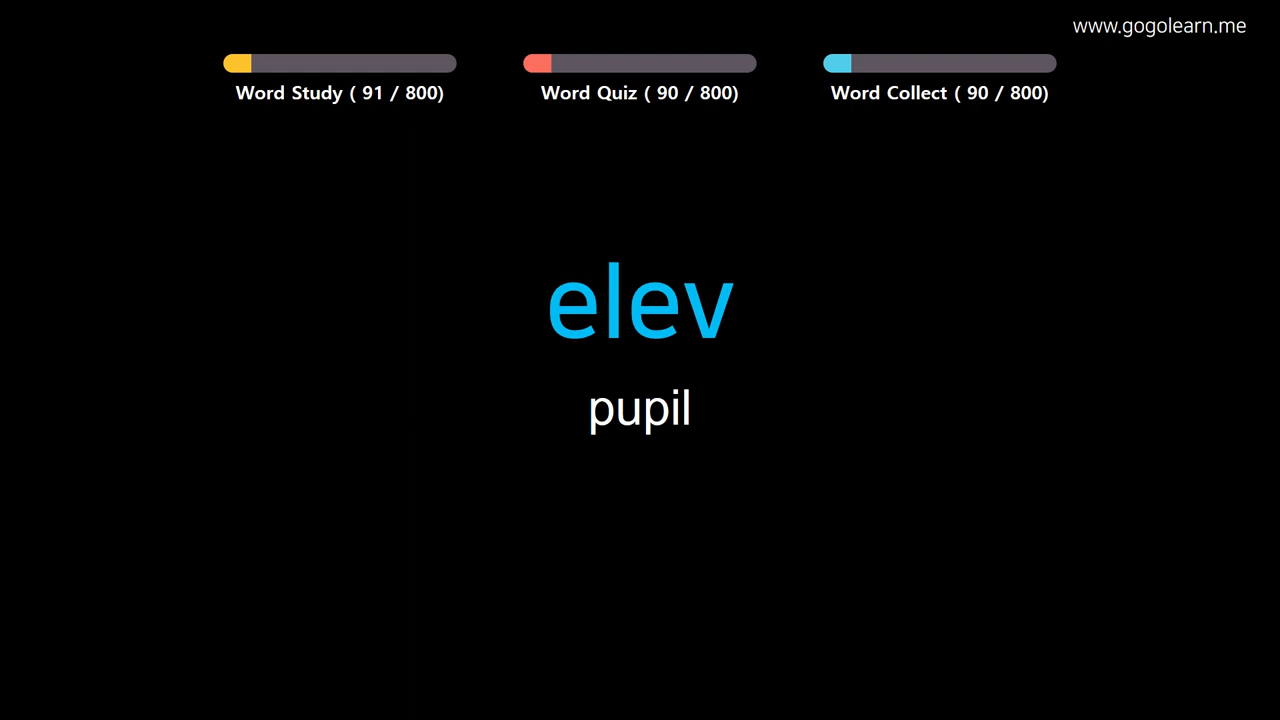 www.gogolearn.me
Word Study ( 91 / 800)
Word Quiz ( 90 / 800)
Word Collect ( 90 / 800)
elev
pupil